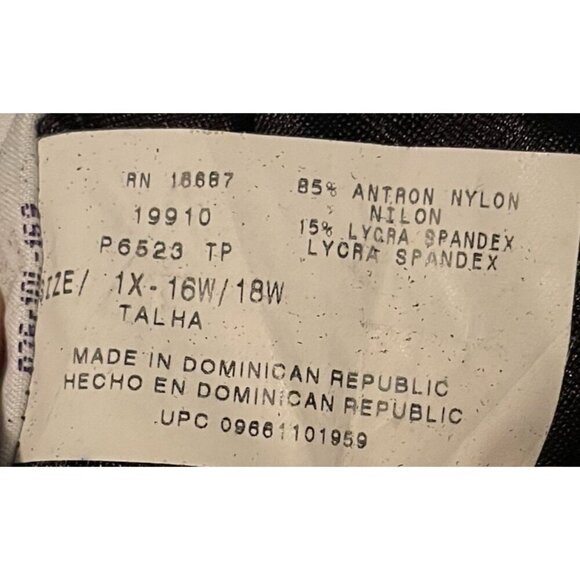 RN 18687
19910
P6523 TP
SIZE/ 1X-16W/18W
TALHA
85% ANTRON NYLON
NILON
15% LYCRA SPANDEX
LYCRA SPANDEX
MADE IN DOMINICAN REPUBLIC
HECHO EN DOMINICAN REPUBLIC
UPC 09661101959